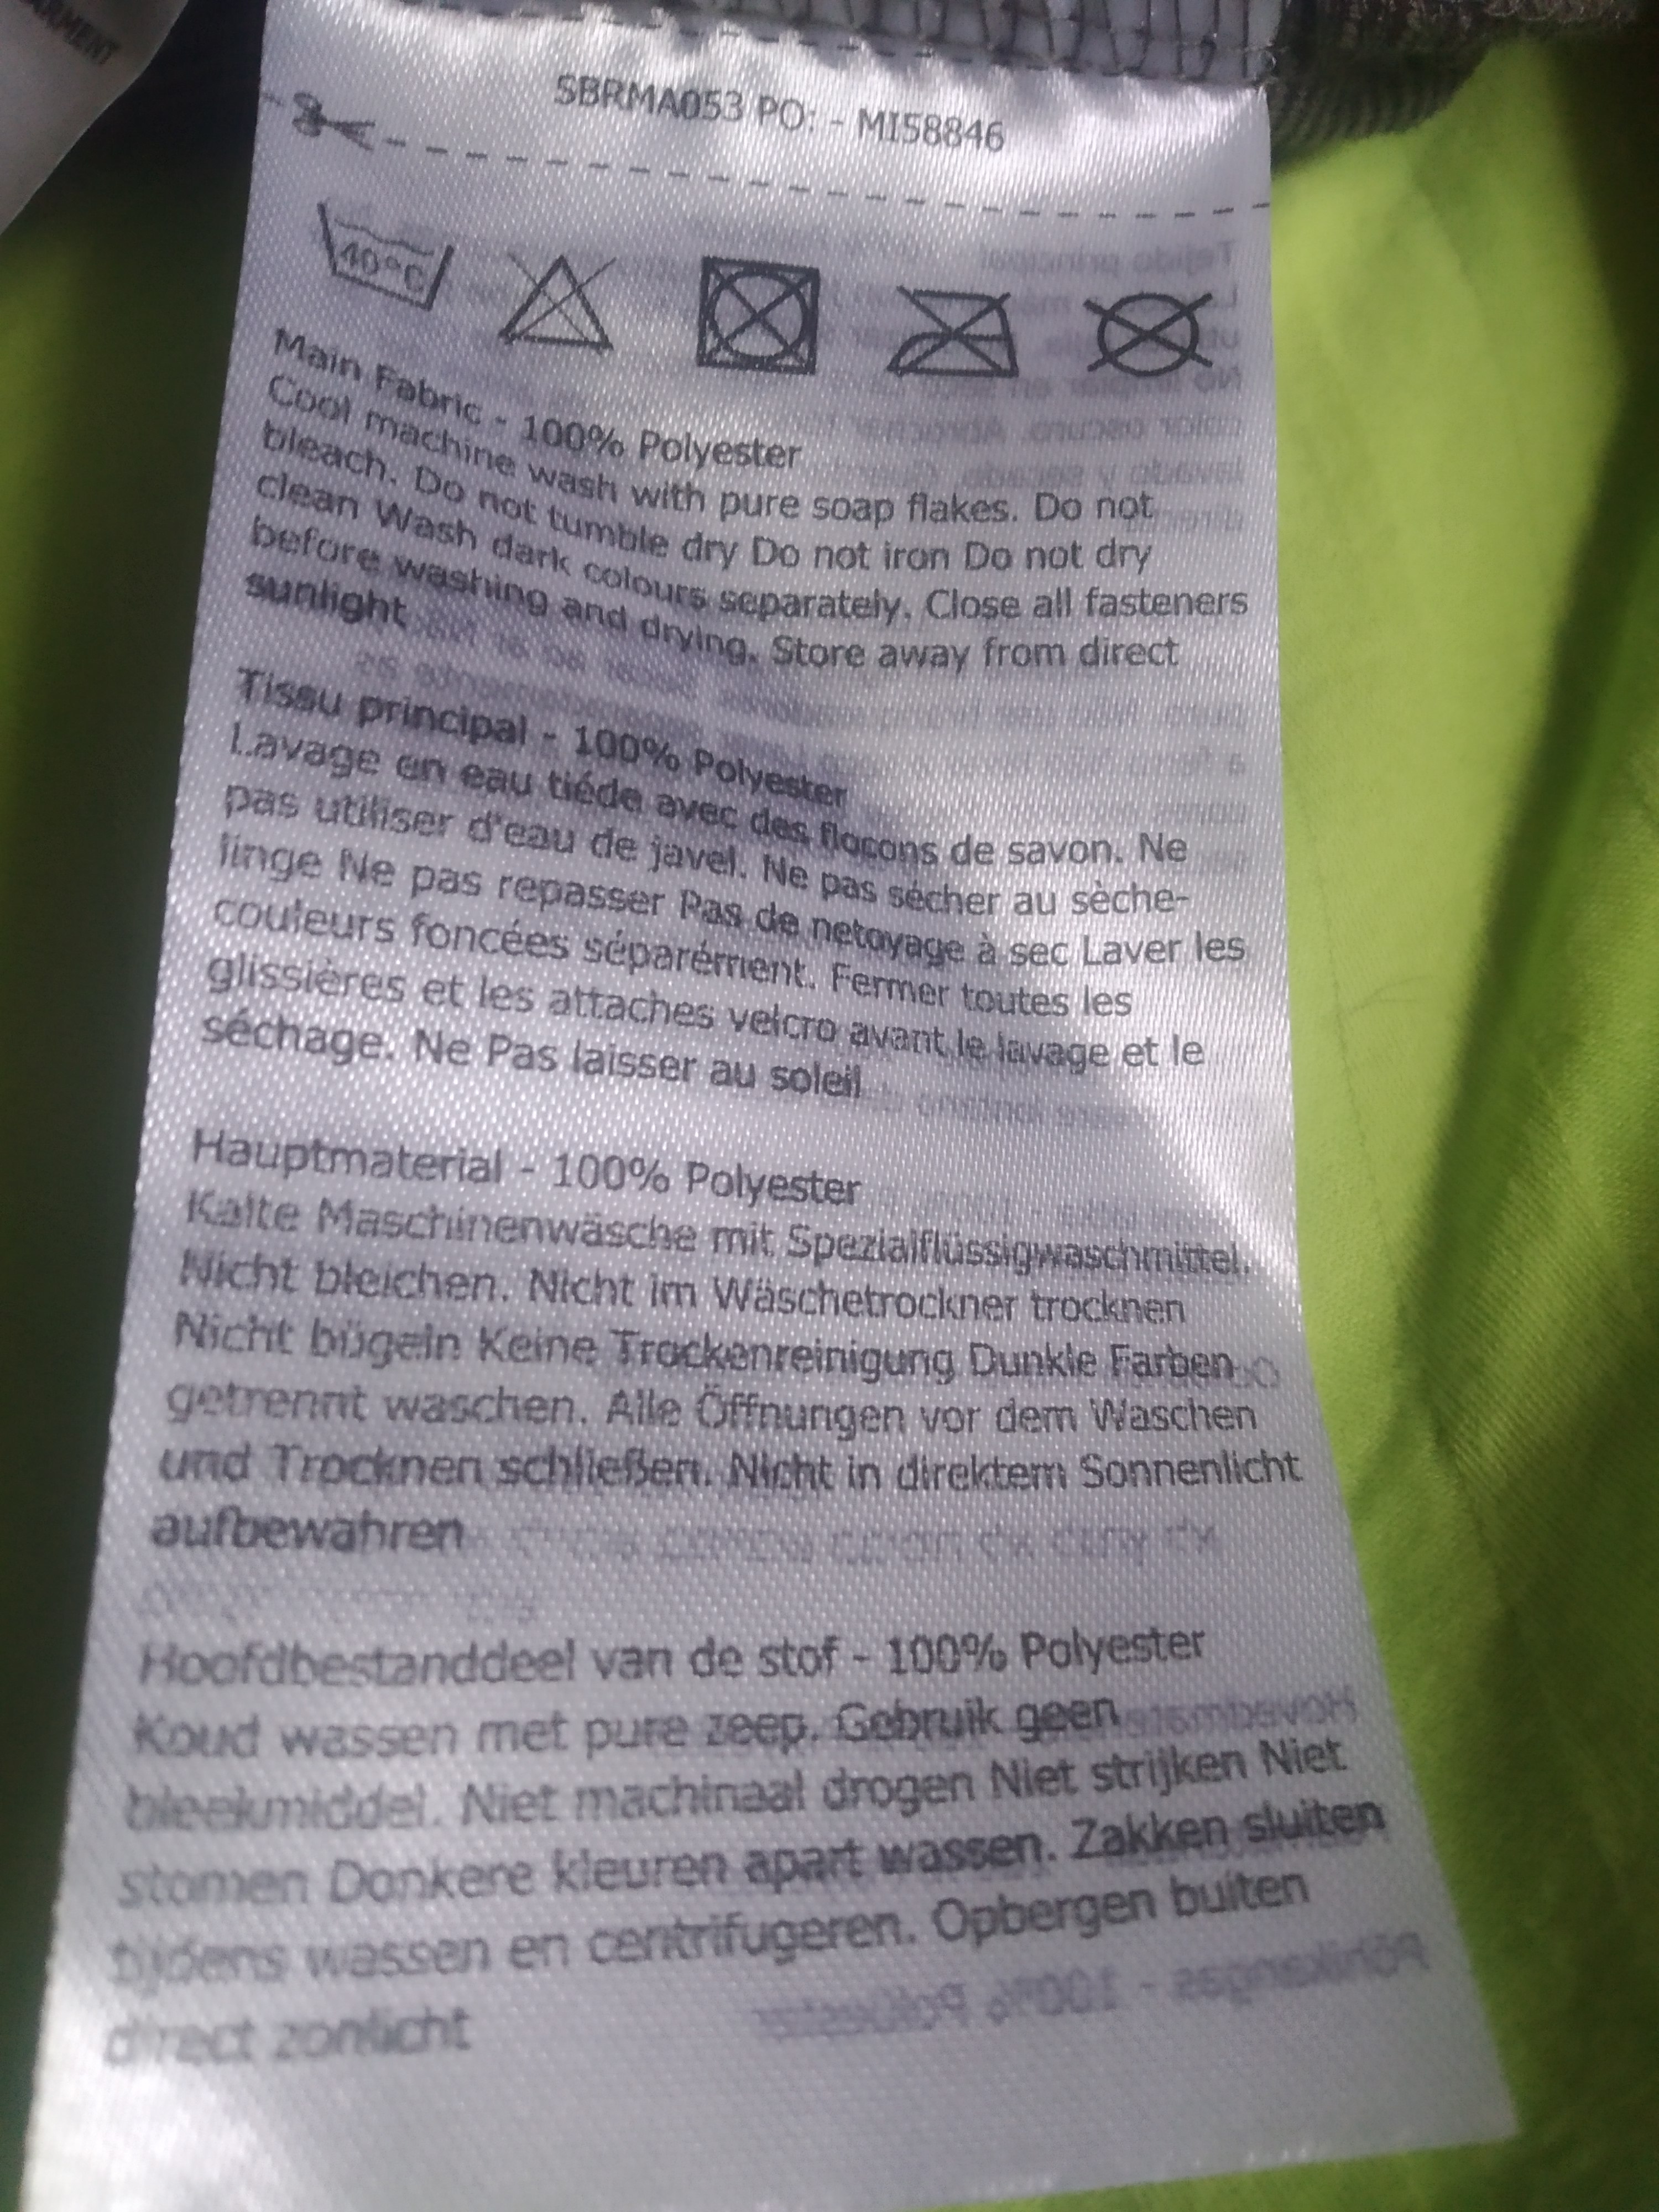 ARMENT
SBRMA053 PO: - MI58846
40°C
Main Fabric - 100% Polyester
Cool machine wash with pure soap flakes. Do not
bleach. Do not tumble dry Do not iron Do not dry
clean Wash dark colours separately. Close all fasteners
before washing and drying. Store away from direct
sunlight
Tissu principal - 100% Polyester
Lavage en eau tiéde avec des flocons de savon. Ne
pas utiliser d'eau de javel. Ne pas sécher au sèche-
linge Ne pas repasser Pas de netoyage à sec Laver les
couleurs foncées séparément. Fermer toutes les
glissières et les attaches velcro avant le lavage et le
séchage. Ne Pas laisser au soleil
Hauptmaterial - 100% Polyester
Kalte Maschinenwäsche mit Spezialflüssigwaschmittel.
Nicht bleichen. Nicht im Wäschetrockner trocknen
Nicht bügeln Keine Trockenreinigung Dunkle Farben
getrennt waschen. Alle Öffnungen vor dem Waschen
und Trocknen schließen. Nicht in direktem Sonnenlicht
aufbewahren
Hoofdbestanddeel van de stof - 100% Polyester
Koud wassen met pure zeep. Gebruik geen
bleekmiddel. Niet machinaal drogen Niet strijken Niet
stomen Donkere kleuren apart wassen. Zakken sluiten
tijdens wassen en centrifugeren. Opbergen buiten
direct zonlicht